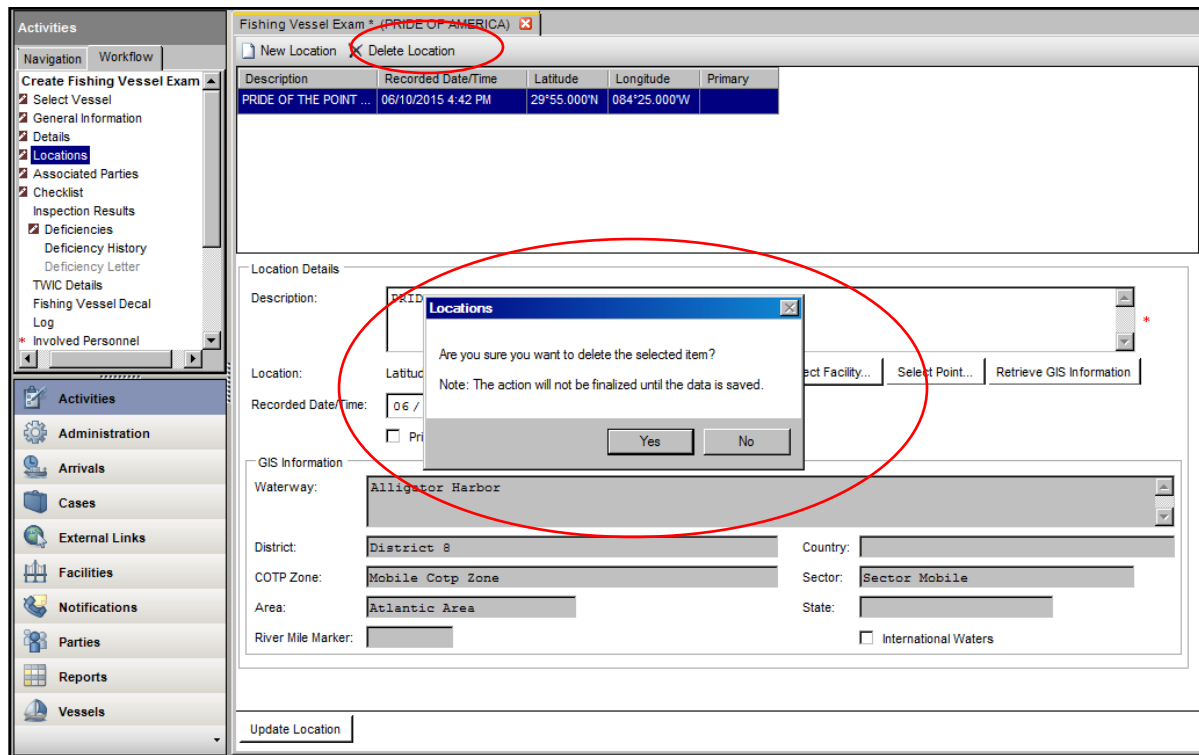 Activities
Navigation Workflow
Create Fishing Vessel Exam
Select Vessel
General Information
Details
Locations
Associated Parties
Checklist
Inspection Results
Deficiencies
Deficiency History
Deficiency Letter
TWIC Details
Fishing Vessel Decal
Log
* Involved Personnel
Activities
Administration
Arrivals
Cases
External Links
Facilities
Notifications
Parties
Reports
Vessels
Fishing Vessel Exam * (PRIDE OF AMERICA)
New Location Delete Location
Description Recorded Date/Time Latitude Longitude Primary
PRIDE OF THE POINT ... 06/10/2015 4:42 PM 29°55.000'N 084°25.000'W
Location Details
Description: PRID
*
Location: Latitud ect Facility... Select Point... Retrieve GIS Information
Recorded Date/Time: 06/
Pri
Locations
Are you sure you want to delete the selected item?
Note: The action will not be finalized until the data is saved.
Yes No
GIS Information
Waterway: Alligator Harbor
District: District 8 Country:
COTP Zone: Mobile Cotp Zone Sector: Sector Mobile
Area: Atlantic Area State:
River Mile Marker: International Waters
Update Location